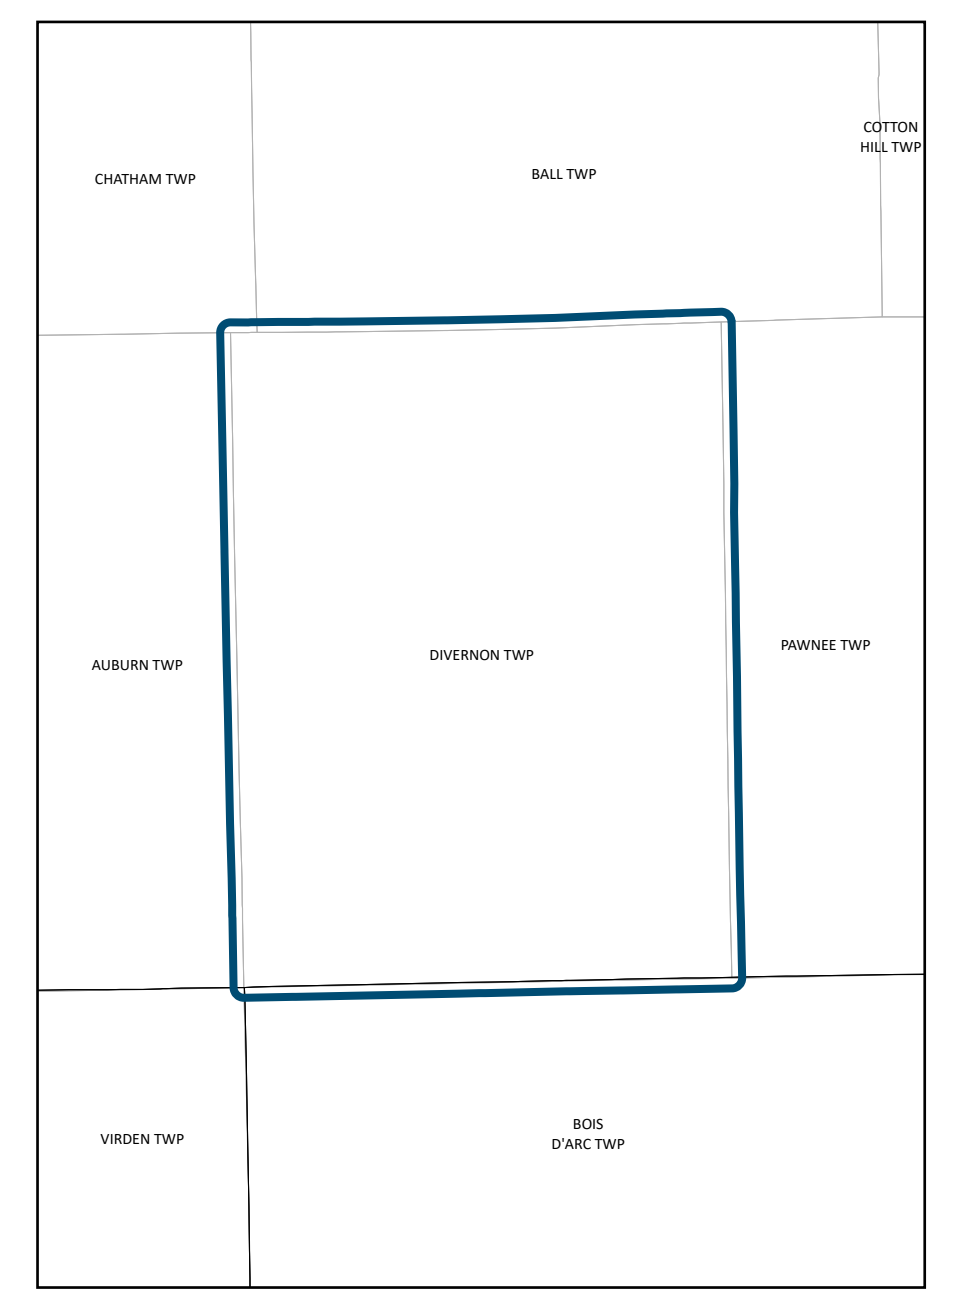 COTTON
HILL TWP
BALL TWP
CHATHAM TWP
PAWNEE TWP
DIVERNON TWP
AUBURN TWP
BOIS
D'ARC TWP
VIRDEN TWP